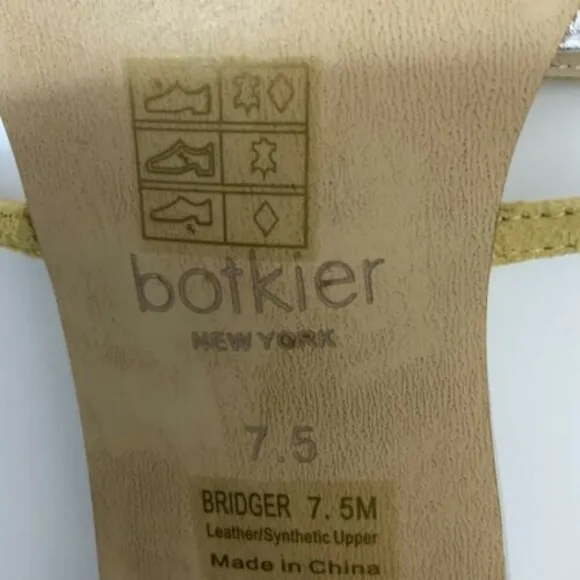 botkier
NEW YORK
7.5
BRIDGER 7.5M
Leather/Synthetic Upper
Made in China